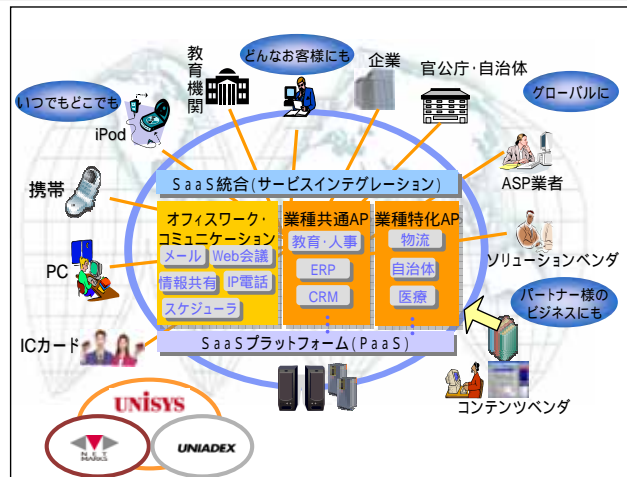 どんなお客様にも
教育機関
企業
官公庁・自治体
いつでもどこでも
グローバルに
iPod
ASP業者
携帯
SaaS統合(サービスインテグレーション)
オフィスワーク・
コミュニケーション
業種共通AP
業種特化AP
メール
Web会議
教育・人事
物流
ソリューションベンダ
PC
情報共有
IP電話
ERP
自治体
スケジューラ
CRM
医療
パートナー様の
ビジネスにも
ICカード
SaaSプラットフォーム(PaaS)
コンテンツベンダ
UNISYS
NET
MARKS
UNIADEX